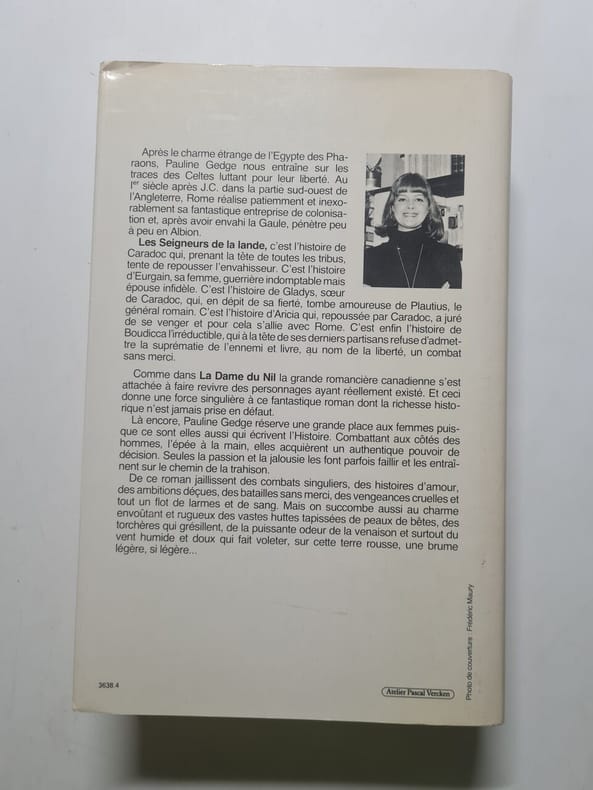 Après le charme étrange de l'Egypte des Pha-
raons, Pauline Gedge nous entraîne sur les
traces des Celtes luttant pour leur liberté. Au
Ier siècle après J.C. dans la partie sud-ouest de
l'Angleterre, Rome réalise patiemment et inexo-
rablement sa fantastique entreprise de colonisa-
tion et, après avoir envahi la Gaule, pénètre peu
à peu en Albion.
Les Seigneurs de la lande, c'est l'histoire de
Caradoc qui, prenant la tête de toutes les tribus,
tente de repousser l'envahisseur. C'est l'histoire
d'Eurgain, sa femme, guerrière indomptable mais
épouse infidèle. C'est l'histoire de Gladys, sœur
de Caradoc, qui, en dépit de sa fierté, tombe amoureuse de Plautius, le
général romain. C'est l'histoire d'Aricia qui, repoussée par Caradoc, a juré
de se venger et pour cela s'allie avec Rome. C'est enfin l'histoire de
Boudicca l'irréductible, qui à la tête de ses derniers partisans refuse d'admet-
tre la suprématie de l'ennemi et livre, au nom de la liberté, un combat
sans merci.
Comme dans La Dame du Nil la grande romancière canadienne s'est
attachée à faire revivre des personnages ayant réellement existé. Et ceci
donne une force singulière à ce fantastique roman dont la richesse histo-
rique n'est jamais prise en défaut.
Là encore, Pauline Gedge réserve une grande place aux femmes puis-
que ce sont elles aussi qui écrivent l'Histoire. Combattant aux côtés des
hommes, l'épée à la main, elles acquièrent un authentique pouvoir de
décision. Seules la passion et la jalousie les font parfois faillir et les entraî-
nent sur le chemin de la trahison.
De ce roman jaillissent des combats singuliers, des histoires d'amour,
des ambitions déçues, des batailles sans merci, des vengeances cruelles et
tout un flot de larmes et de sang. Mais on succombe aussi au charme
envoûtant et rugueux des vastes huttes tapissées de peaux de bêtes, des
torchères qui grésillent, de la puissante odeur de la venaison et surtout du
vent humide et doux qui fait voleter, sur cette terre rousse, une brume
légère, si légère...
3638.4
Atelier Pascal Vercken
Photo de couverture : Frédéric Maury